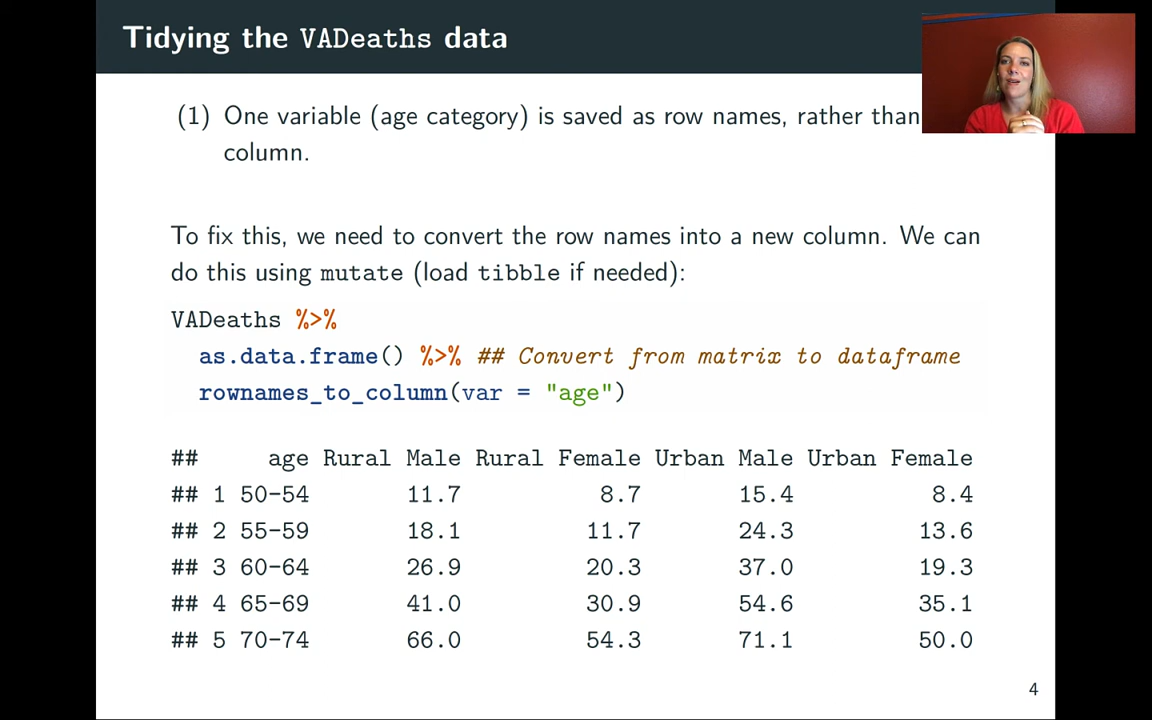 Tidying the VADeaths data
(1) One variable (age category) is saved as row names, rather than
column.
To fix this, we need to convert the row names into a new column. We can
do this using mutate (load tibble if needed):
VADeaths %>%
as.data.frame() %>% ## Convert from matrix to dataframe
rownames_to_column(var = "age")
## age Rural Male Rural Female Urban Male Urban Female
## 1 50-54 11.7 8.7 15.4 8.4
## 2 55-59 18.1 11.7 24.3 13.6
## 3 60-64 26.9 20.3 37.0 19.3
## 4 65-69 41.0 30.9 54.6 35.1
## 5 70-74 66.0 54.3 71.1 50.0
4